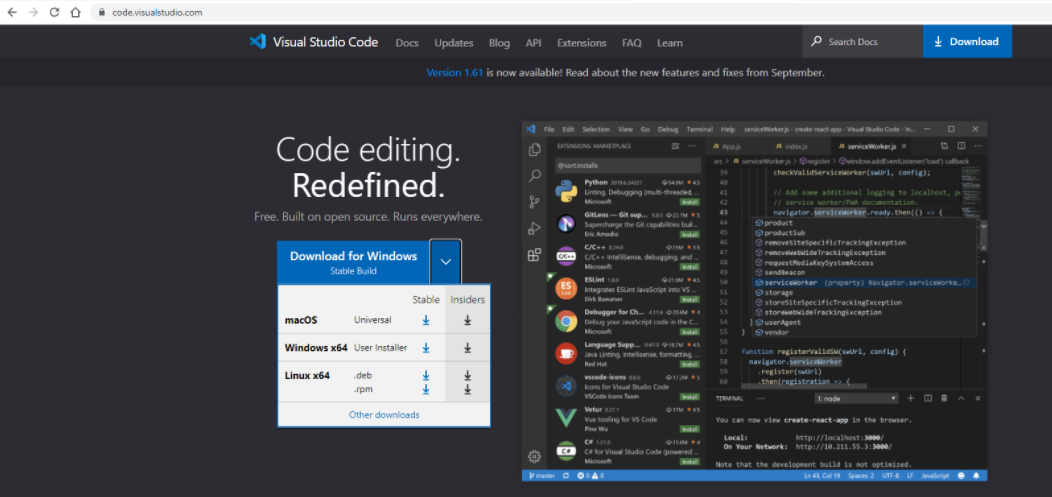 code.visualstudio.com
Visual Studio Code Docs Updates Blog API Extensions FAQ Learn Search Docs Download
Version 1.61 is now available! Read about the new features and fixes from September.
Code editing.
Redefined.
Free. Built on open source. Runs everywhere.
Download for Windows
Stable Build
Stable Insiders
macOS Universal
Windows x64 User Installer
Linux x64 .deb
.rpm
Other downloads
File Edit Selection View Go Debug Terminal Help serviceWorker.js - create-react-app - Visual Studio Code - In...
EXTENSIONS: MARKETPLACE
@sort:installs
Python 2019.6.24221 54.9M 4.5
Linting, Debugging (multi-threaded, ...
Microsoft Install
GitLens — Git sup... 9.8.3 23.1M 5
Supercharge the Git capabilities buil...
Eric Amodio Install
C/C++ 0.24.0 23M 3.5
C/C++ IntelliSense, debugging, and ...
Microsoft Install
ESLint 1.9.0 21.9M 4.5
Integrates ESLint JavaScript into VS ...
Dirk Baeumer Install
Debugger for Ch... 4.11.6 20.6M 4
Debug your JavaScript code in the C...
Microsoft Install
Language Supp... 0.47.0 18.7M 4.5
Java Linting, Intellisense, formatting, ...
Red Hat Install
vscode-icons 8.8.0 17.2M 5
Icons for Visual Studio Code
VSCode Icons Team Install
Vetur 0.21.1 17M 4.5
Vue tooling for VS Code
Pine Wu Install
C# 1.21.0 15.6M 4
C# for Visual Studio Code (powered ...
Microsoft Install
App.js index.js serviceWorker.js
src serviceWorker.js register window.addEventListener('load') callback
39 checkValidServiceWorker(swUrl, config);
40
41 // Add some additional logging to localhost, p
42 // service worker/PWA documentation.
43 navigator.serviceWorker.ready.then(() => {
product
productSub
removeSiteSpecificTrackingException
removeWebWideTrackingException
requestMediaKeySystemAccess
sendBeacon
serviceWorker (property) Navigator.serviceWorke...
storage
storeSiteSpecificTrackingException
storeWebWideTrackingException
userAgent
vendor
55 }
56
57 function registerValidSW(swUrl, config) {
58 navigator.serviceWorker
59 .register(swUrl)
60 .then(registration => {
TERMINAL ... 1: node
You can now view create-react-app in the browser.
Local: http://localhost:3000/
On Your Network: http://10.211.55.3:3000/
Note that the development build is not optimized.
master 0 0 Ln 43, Col 19 Spaces: 2 UTF-8 LF JavaScript